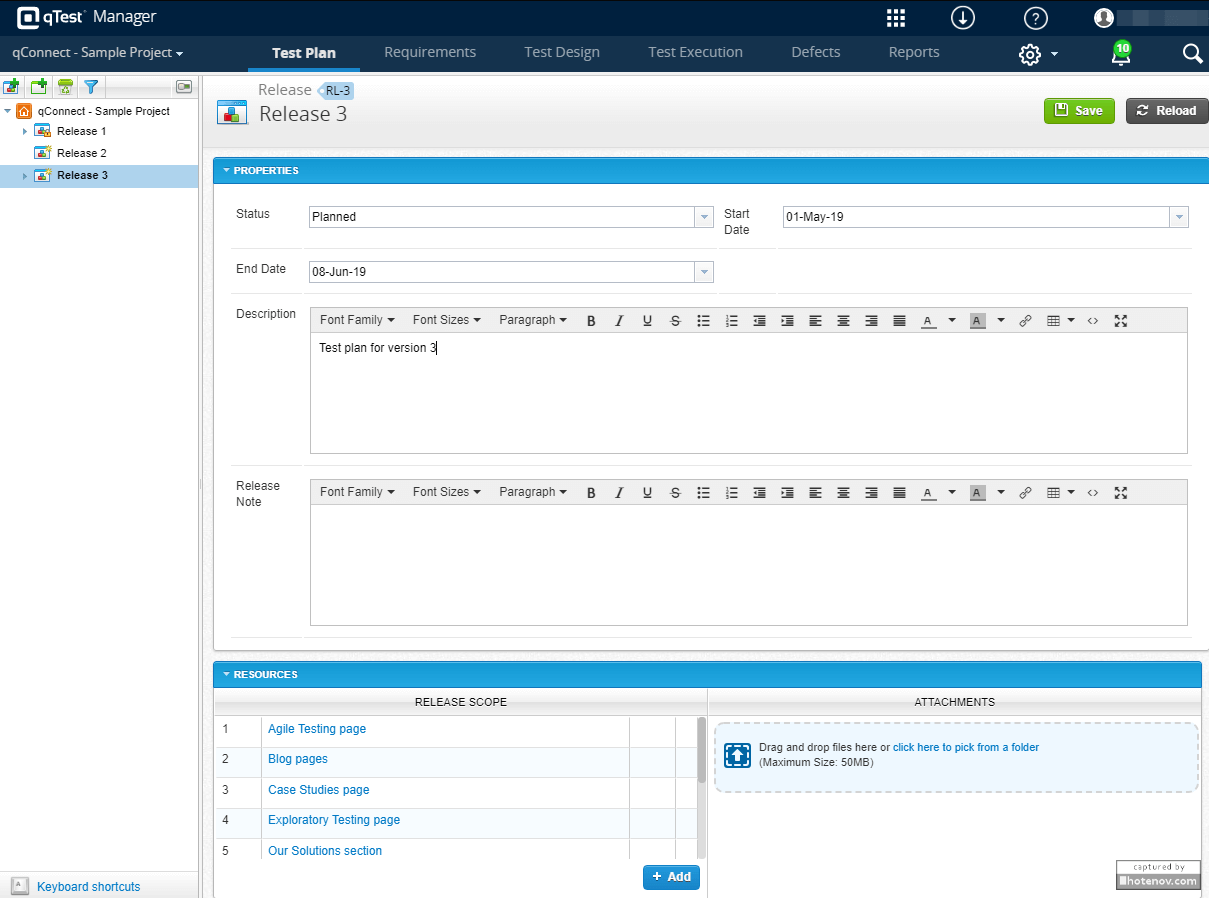 qTest Manager
qConnect - Sample Project
Test Plan
Requirements
Test Design
Test Execution
Defects
Reports
10
qConnect - Sample Project
Release 1
Release 2
Release 3
Keyboard shortcuts
Release RL-3
Release 3
Save
Reload
PROPERTIES
Status
Planned
Start
Date
01-May-19
End Date
08-Jun-19
Description
Font Family Font Sizes Paragraph B I U S A A
Test plan for version 3
Release
Note
Font Family Font Sizes Paragraph B I U S A A
RESOURCES
RELEASE SCOPE
1 Agile Testing page
2 Blog pages
3 Case Studies page
4 Exploratory Testing page
5 Our Solutions section
+ Add
ATTACHMENTS
Drag and drop files here or click here to pick from a folder
(Maximum Size: 50MB)
captured by
hotenov.com